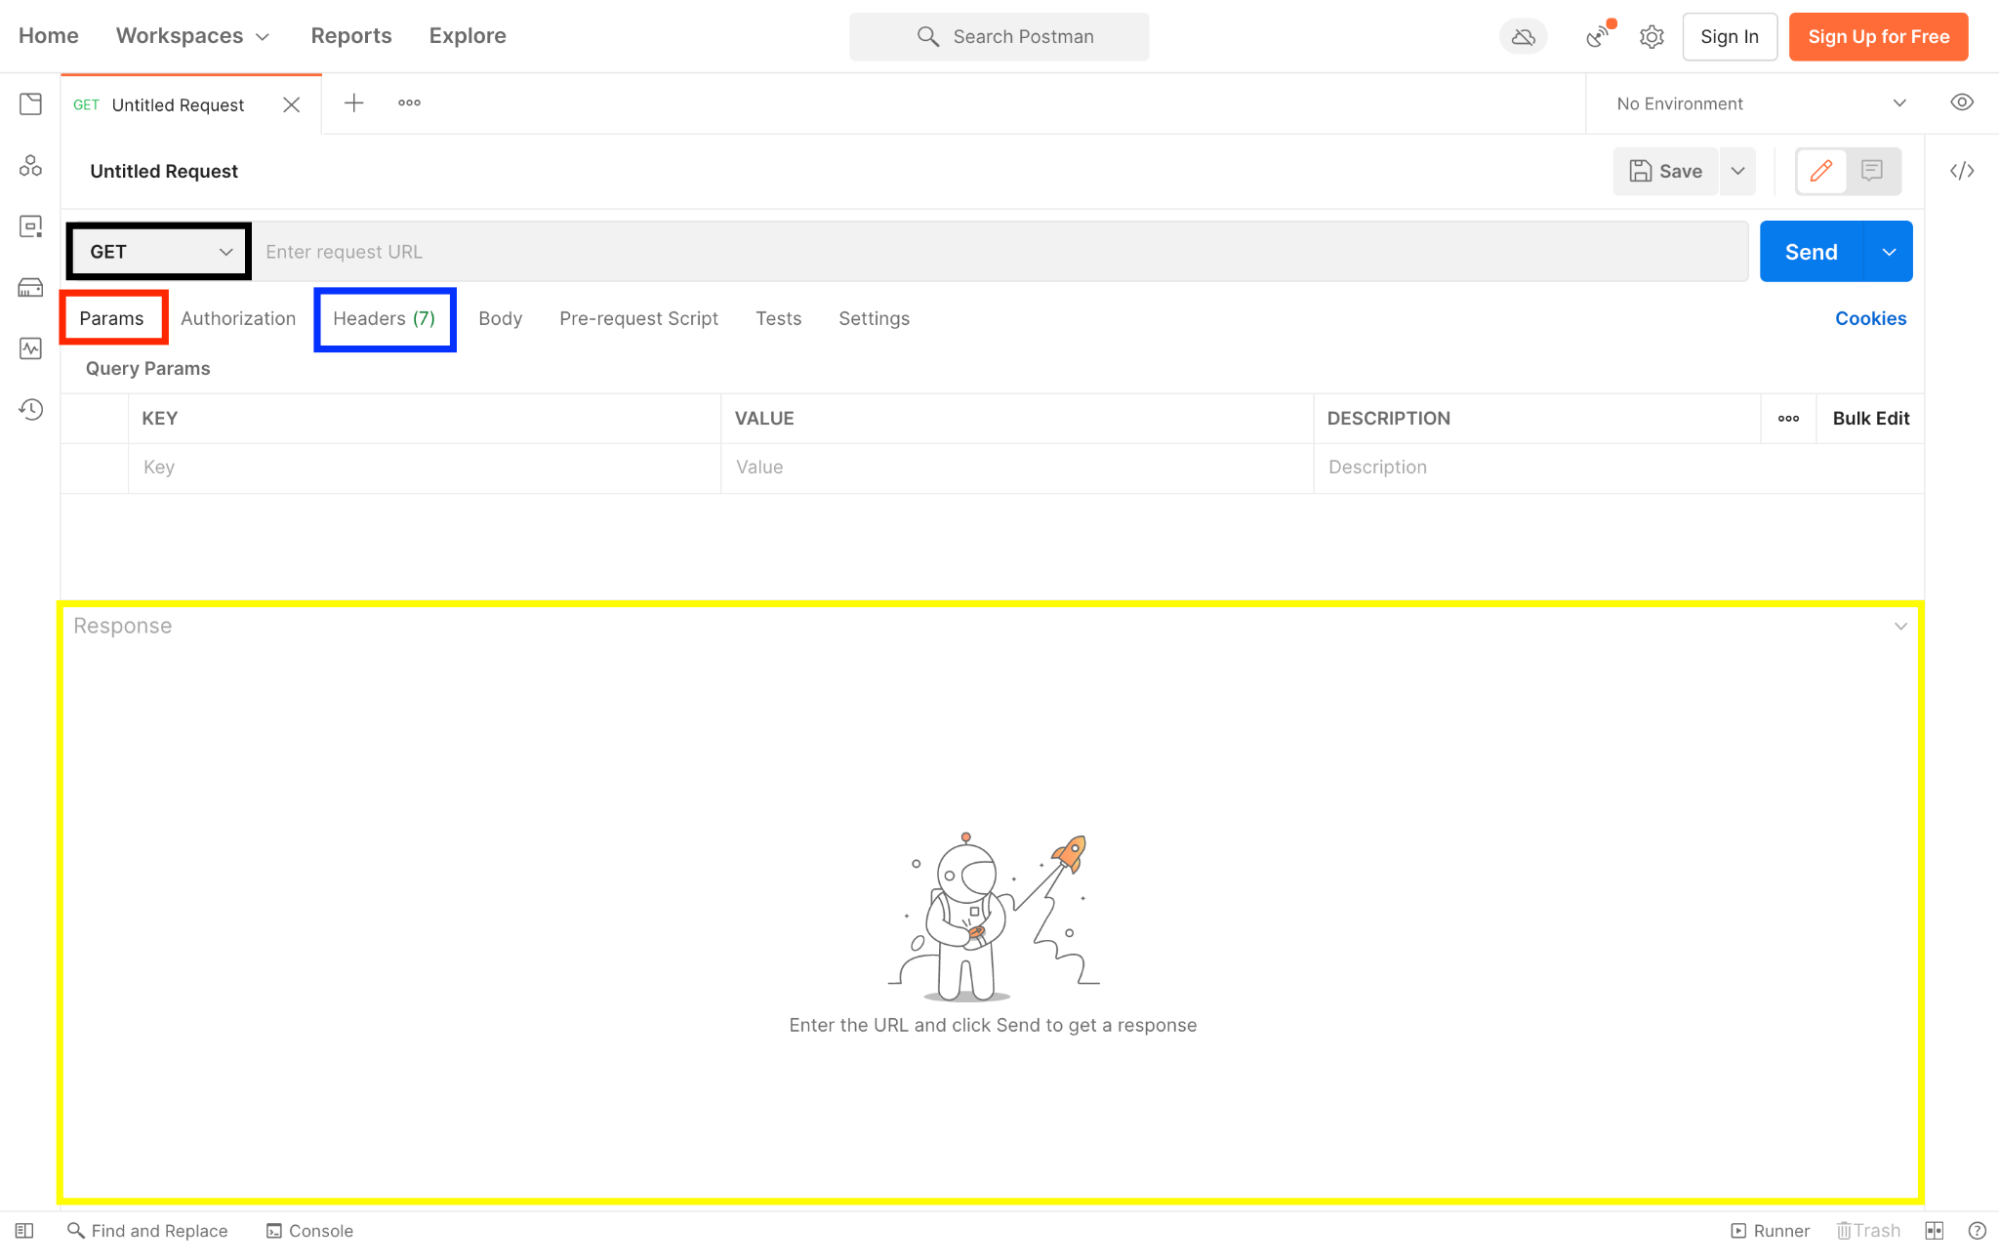 Home Workspaces Reports Explore Search Postman Sign In Sign Up for Free
GET Untitled Request No Environment
Untitled Request Save
GET Enter request URL Send
Params Authorization Headers (7) Body Pre-request Script Tests Settings Cookies
Query Params
KEY VALUE DESCRIPTION Bulk Edit
Key Value Description
Response
Enter the URL and click Send to get a response
Find and Replace Console Runner Trash